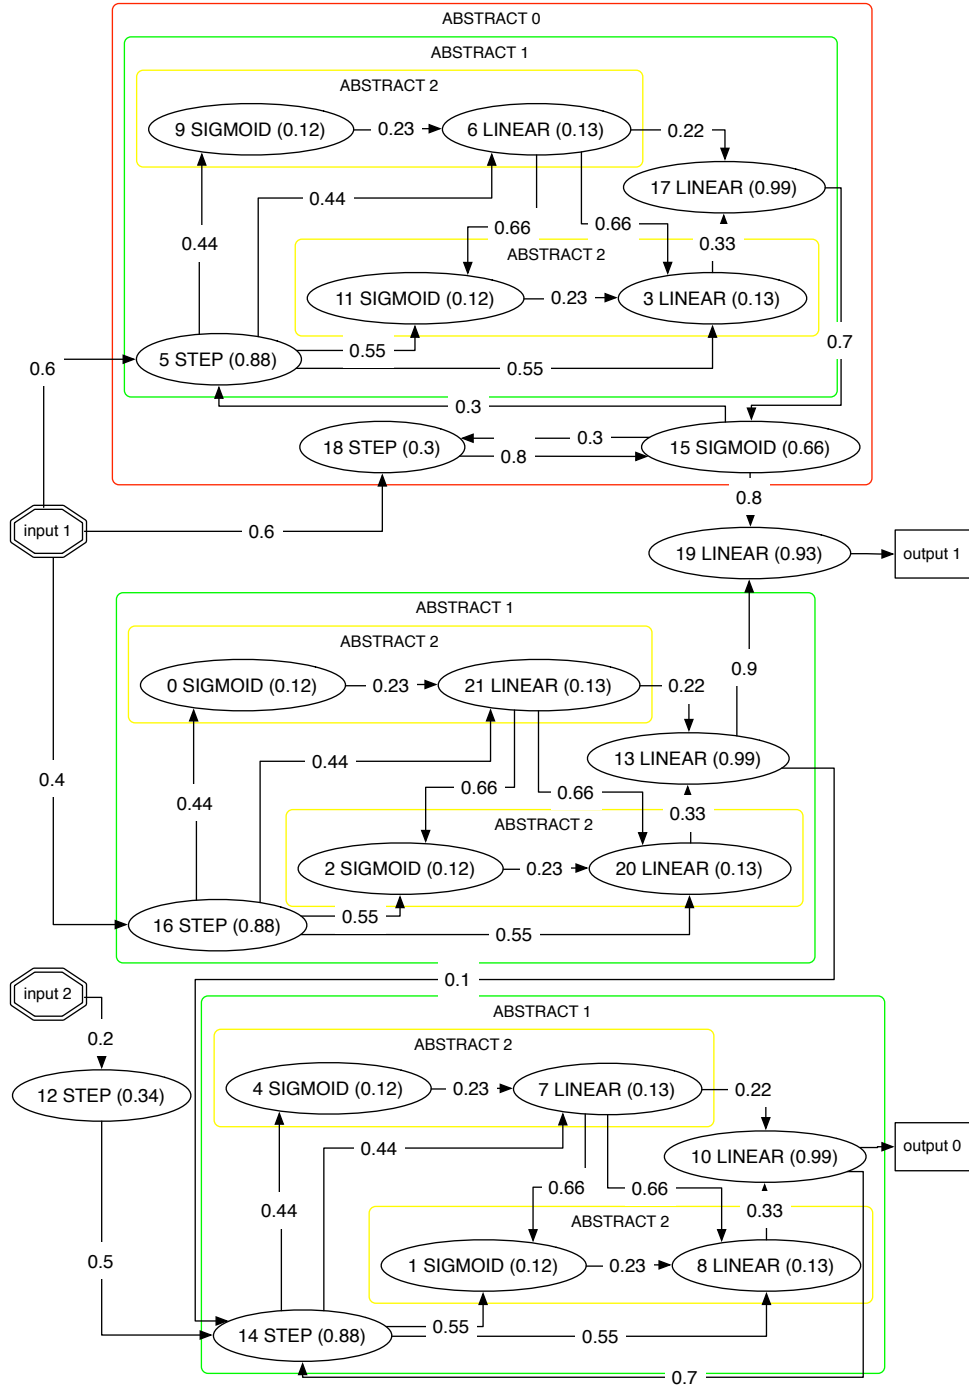 ABSTRACT 0
ABSTRACT 1
ABSTRACT 2
9 SIGMOID (0.12)
0.23
6 LINEAR (0.13)
0.22
17 LINEAR (0.99)
0.44
0.44
0.66
0.66
0.33
ABSTRACT 2
11 SIGMOID (0.12)
0.23
3 LINEAR (0.13)
0.7
0.55
0.55
5 STEP (0.88)
0.6
0.3
18 STEP (0.3)
0.3
0.8
15 SIGMOID (0.66)
0.8
input 1
0.6
19 LINEAR (0.93)
output 1
ABSTRACT 1
ABSTRACT 2
0 SIGMOID (0.12)
0.23
21 LINEAR (0.13)
0.22
0.9
13 LINEAR (0.99)
0.44
0.4
0.44
0.66
0.66
0.33
ABSTRACT 2
2 SIGMOID (0.12)
0.23
20 LINEAR (0.13)
0.55
0.55
16 STEP (0.88)
0.1
input 2
0.2
12 STEP (0.34)
ABSTRACT 1
ABSTRACT 2
4 SIGMOID (0.12)
0.23
7 LINEAR (0.13)
0.22
10 LINEAR (0.99)
output 0
0.44
0.44
0.66
0.66
0.33
ABSTRACT 2
1 SIGMOID (0.12)
0.23
8 LINEAR (0.13)
0.5
0.55
0.55
14 STEP (0.88)
0.7